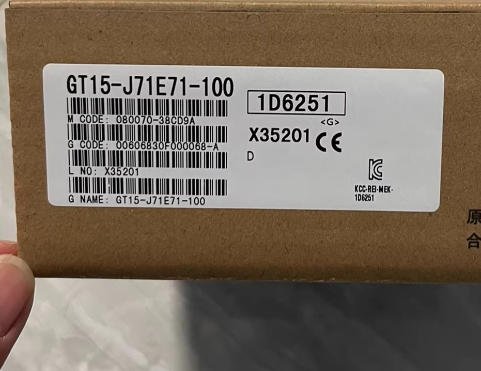 GT15-J71E71-100
1D6251
<G>
M CODE: 080070-38CD9A
X35201 CE
G CODE: 00606830F000068-A
D
L NO: X35201
KCC-REI-MEK-
1D6251
G NAME: GT15-J71E71-100
原
合